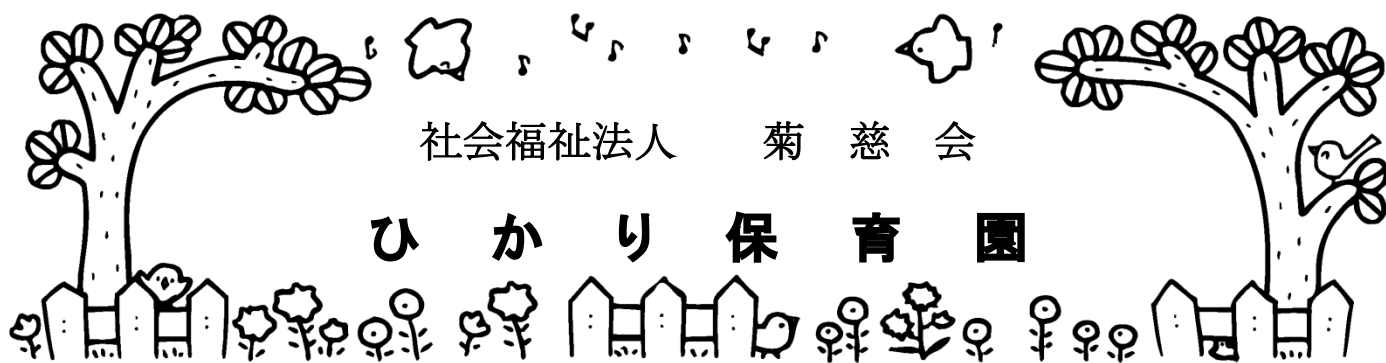 社会福祉法人　菊　慈　会
ひ　か　り　保　育　園